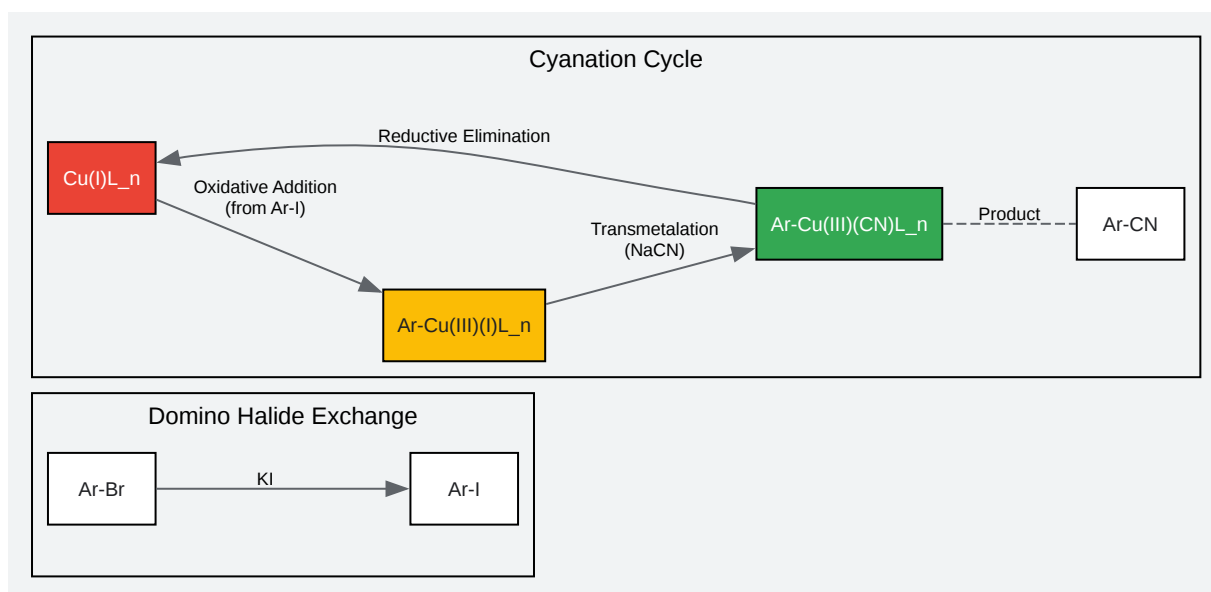 Cyanation Cycle
Reductive Elimination
Cu(I)L_n
Oxidative Addition
(from Ar-I)
Transmetalation
(NaCN)
Ar-Cu(III)(CN)L_n
Product
Ar-CN
Ar-Cu(III)(I)L_n
Domino Halide Exchange
Ar-Br
KI
Ar-I